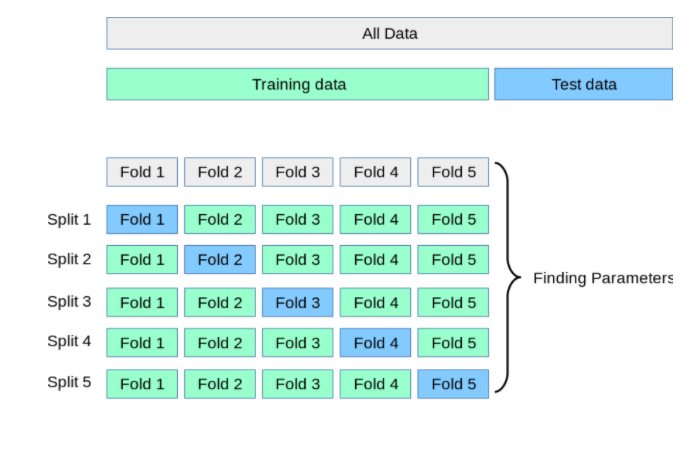 All Data
Training data Test data
Fold 1 Fold 2 Fold 3 Fold 4 Fold 5
Split 1 Fold 1 Fold 2 Fold 3 Fold 4 Fold 5
Split 2 Fold 1 Fold 2 Fold 3 Fold 4 Fold 5
Finding Parameters
Split 3 Fold 1 Fold 2 Fold 3 Fold 4 Fold 5
Split 4 Fold 1 Fold 2 Fold 3 Fold 4 Fold 5
Split 5 Fold 1 Fold 2 Fold 3 Fold 4 Fold 5